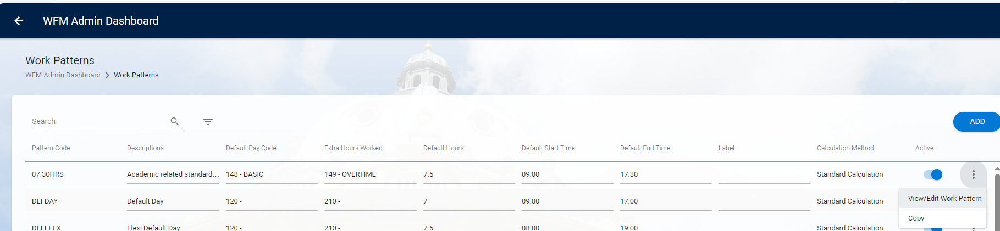 WFM Admin Dashboard
Work Patterns
WFM Admin Dashboard > Work Patterns
Search
ADD
Pattern Code Descriptions Default Pay Code Extra Hours Worked Default Hours Default Start Time Default End Time Label Calculation Method Active
07.30HRS Academic related standard.... 148 - BASIC 149 - OVERTIME 7.5 09:00 17:30 Standard Calculation
View/Edit Work Pattern
DEFDAY Default Day 120 - 210 - 7 09:00 17:00 Standard Calculation
Copy
DEFFLEX Flexi Default Day 120 - 210 - 7.5 08:00 19:00 Standard Calculation